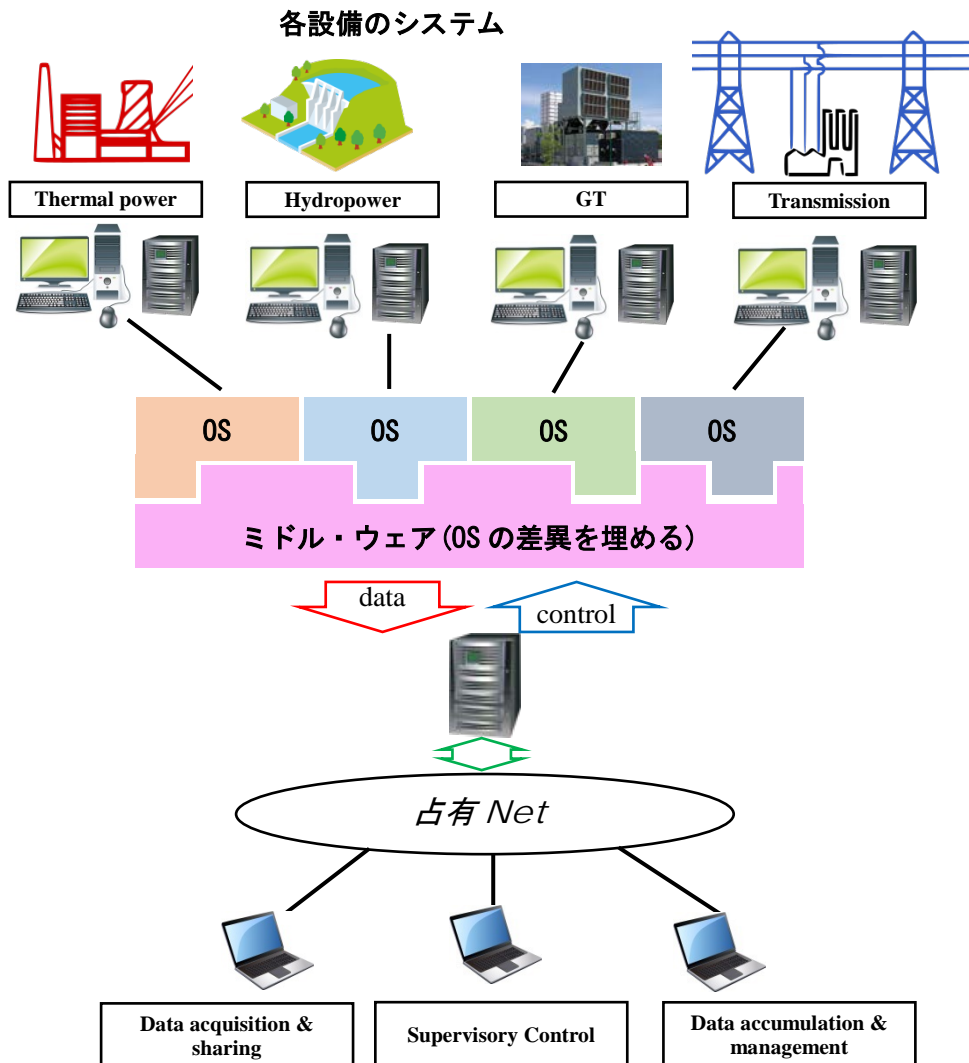 各設備のシステム
Thermal power
Hydropower
GT
Transmission
OS
OS
OS
OS
ミドル・ウェア(OS の差異を埋める)
data
control
占有 Net
Data acquisition &
sharing
Supervisory Control
Data accumulation &
management